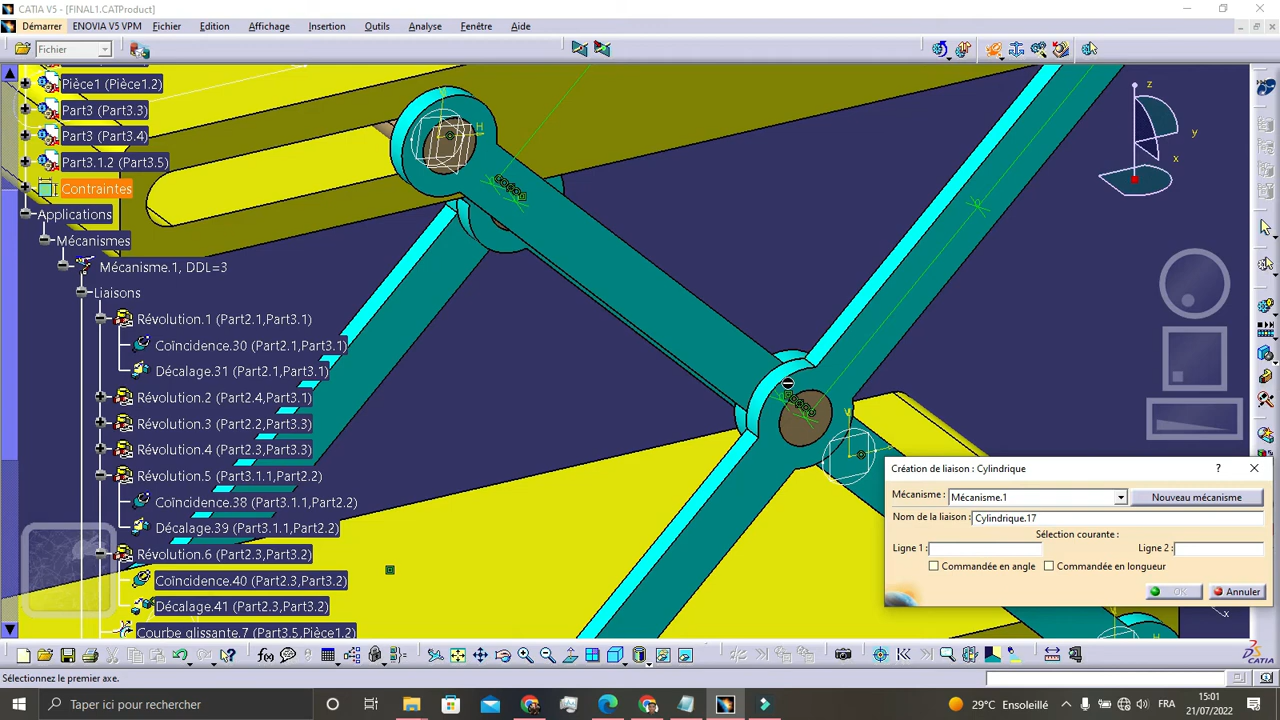 CATIA V5 - [FINAL1.CATProduct]
Démarrer ENOVIA V5 VPM Fichier Edition Affichage Insertion Outils Analyse Fenêtre Aide
Fichier
Pièce1 (Pièce1.2)
Part3 (Part3.3)
Part3 (Part3.4)
Part3.1.2 (Part3.5)
Contraintes
Applications
Mécanismes
Mécanisme.1, DDL=3
Liaisons
Révolution.1 (Part2.1,Part3.1)
Coïncidence.30 (Part2.1,Part3.1)
Décalage.31 (Part2.1,Part3.1)
Révolution.2 (Part2.4,Part3.1)
Révolution.3 (Part2.2,Part3.3)
Révolution.4 (Part2.3,Part3.3)
Révolution.5 (Part3.1.1,Part2.2)
Coïncidence.38 (Part3.1.1,Part2.2)
Décalage.39 (Part3.1.1,Part2.2)
Révolution.6 (Part2.3,Part3.2)
Coïncidence.40 (Part2.3,Part3.2)
Décalage.41 (Part2.3,Part3.2)
Courbe glissante.7 (Part3.5,Pièce1.2)
H
V
z
y
x
Création de liaison : Cylindrique
? ×
Mécanisme : Mécanisme.1 Nouveau mécanisme
Nom de la liaison : Cylindrique.17
Sélection courante :
Ligne 1 : Ligne 2 :
Commandée en angle Commandée en longueur
OK Annuler
H
x
f(x)
Sélectionnez le premier axe.
Taper ici pour rechercher
29°C Ensoleillé
FRA
15:01
21/07/2022
DS CATIA